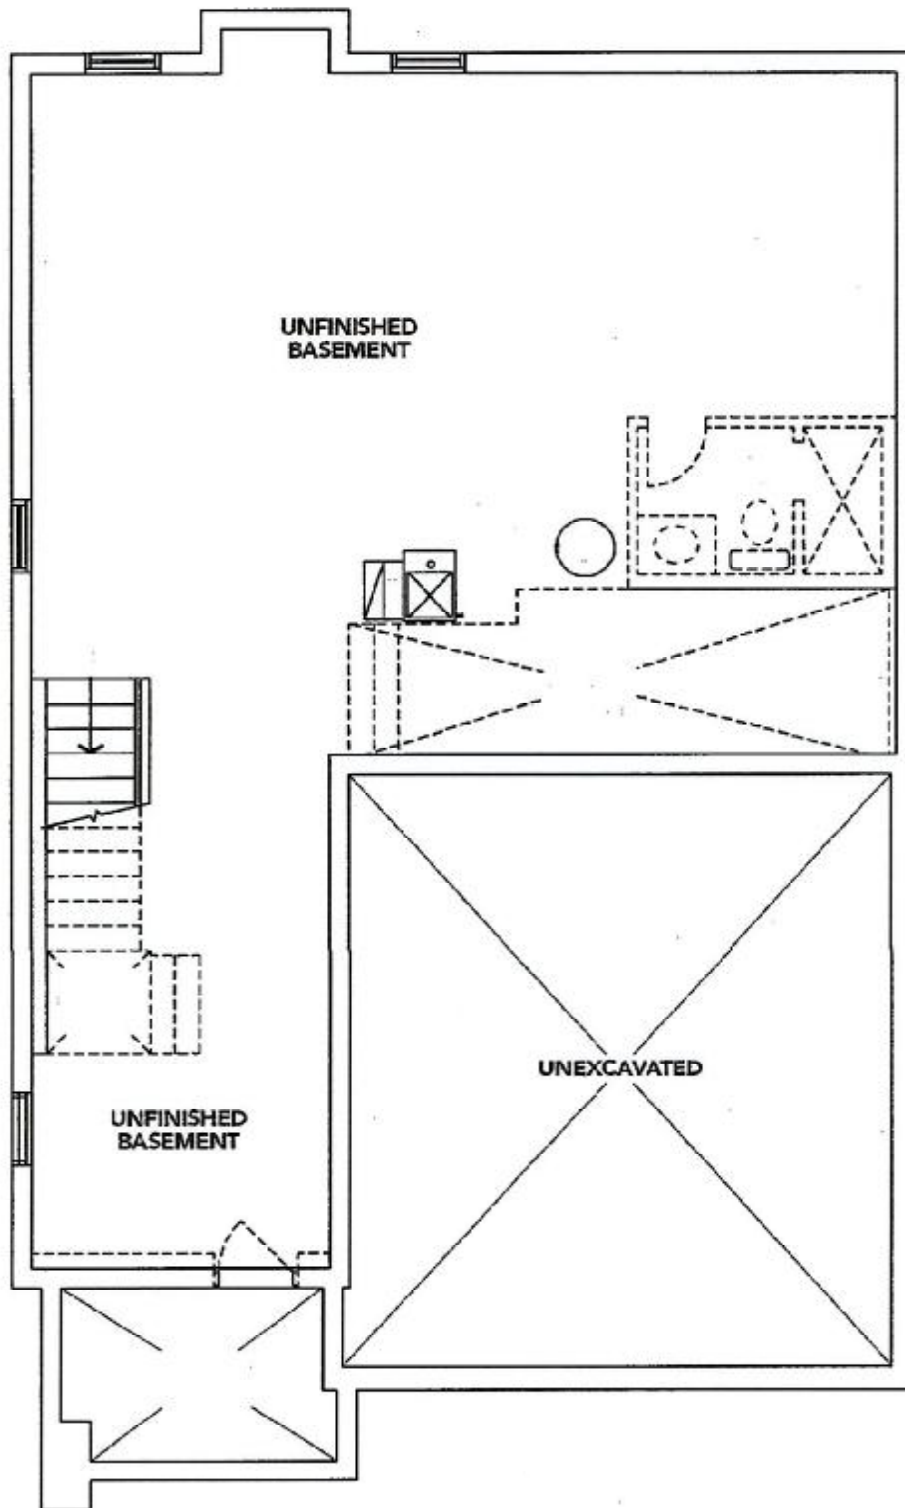 UNFINISHED
BASEMENT
UNEXCAVATED
UNFINISHED
BASEMENT